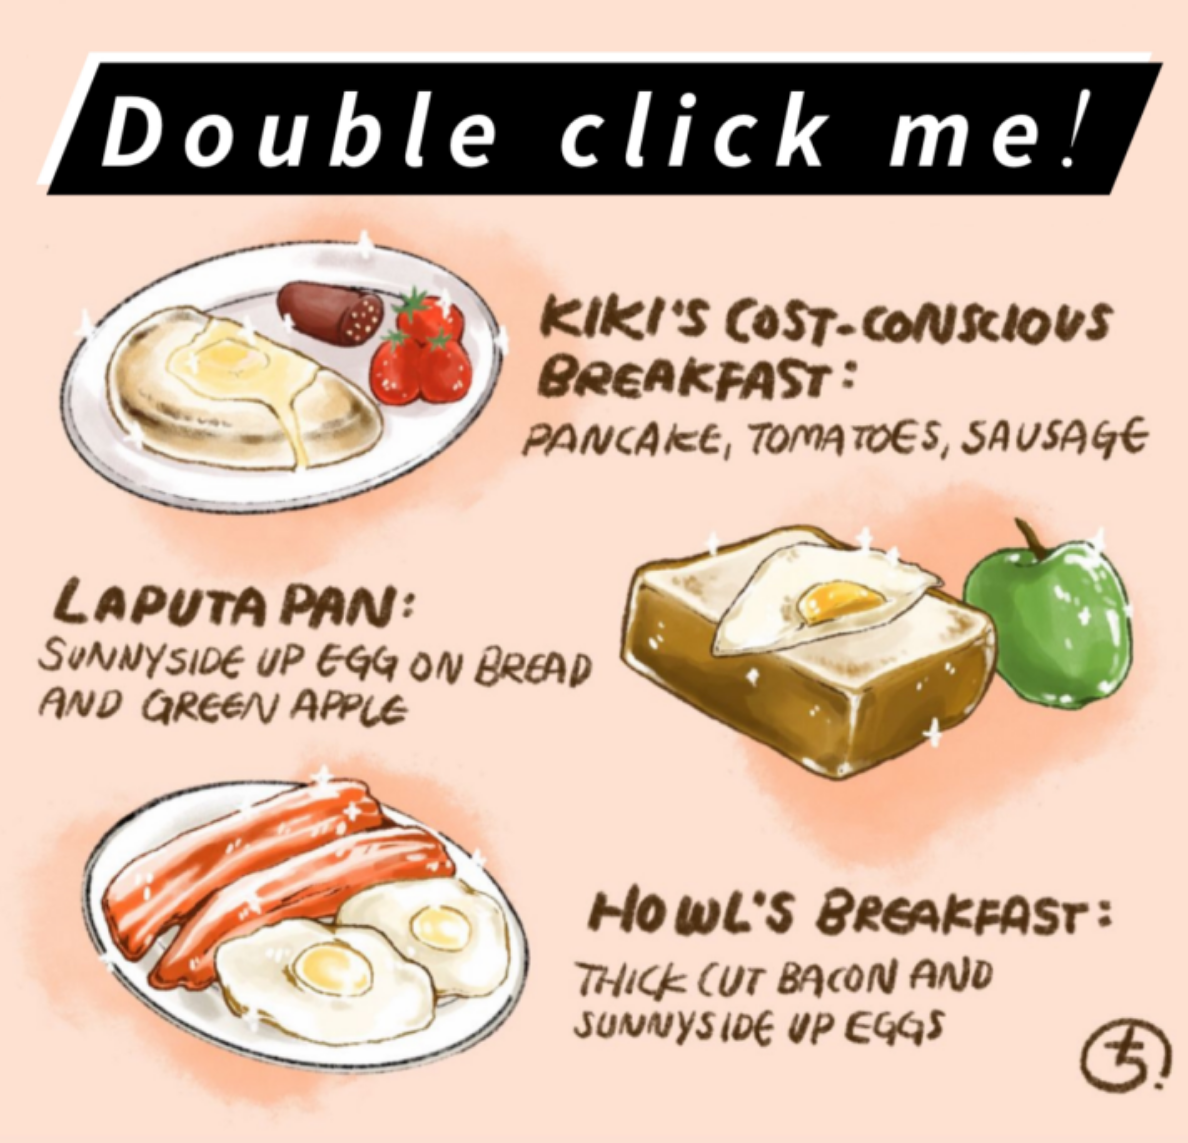 Double click me!
KIKI'S COST-CONSCIOUS
BREAKFAST:
PANCAKE, TOMATOES, SAUSAGE
LAPUTA PAN:
SUNNYSIDE UP EGG ON BREAD
AND GREEN APPLE
HOWL'S BREAKFAST:
THICK CUT BACON AND
SUNNYSIDE UP EGGS